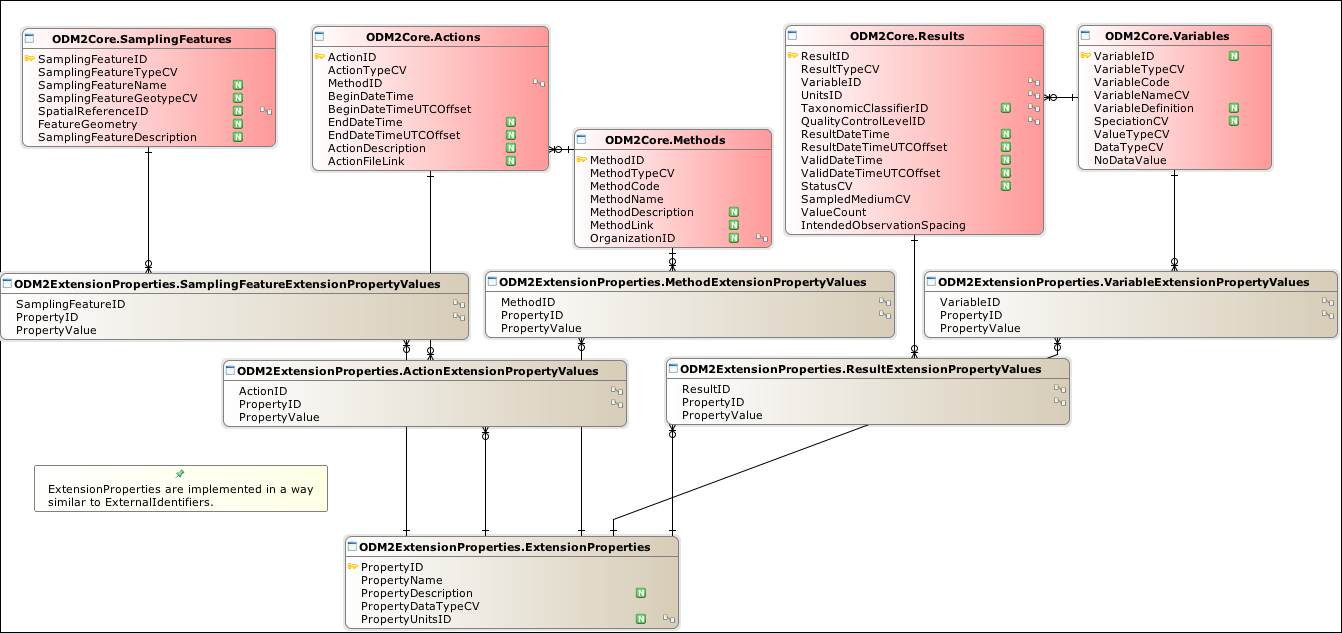 ODM2Core.SamplingFeatures
SamplingFeatureID
SamplingFeatureTypeCV
SamplingFeatureName N
SamplingFeatureGeotypeCV N
SpatialReferenceID N
FeatureGeometry N
SamplingFeatureDescription N
ODM2Core.Actions
ActionID
ActionTypeCV
MethodID
BeginDateTime
BeginDateTimeUTCOffset
EndDateTime N
EndDateTimeUTCOffset N
ActionDescription N
ActionFileLink N
ODM2Core.Methods
MethodID
MethodTypeCV
MethodCode
MethodName
MethodDescription N
MethodLink N
OrganizationID N
ODM2Core.Results
ResultID
ResultTypeCV
VariableID
UnitsID
TaxonomicClassifierID N
QualityControlLevelID
ResultDateTime N
ResultDateTimeUTCOffset N
ValidDateTime N
ValidDateTimeUTCOffset N
StatusCV N
SampledMediumCV
ValueCount
IntendedObservationSpacing
ODM2Core.Variables
VariableID N
VariableTypeCV
VariableCode
VariableNameCV
VariableDefinition N
SpeciationCV N
ValueTypeCV
DataTypeCV
NoDataValue
ODM2ExtensionProperties.SamplingFeatureExtensionPropertyValues
SamplingFeatureID
PropertyID
PropertyValue
ODM2ExtensionProperties.MethodExtensionPropertyValues
MethodID
PropertyID
PropertyValue
ODM2ExtensionProperties.VariableExtensionPropertyValues
VariableID
PropertyID
PropertyValue
ODM2ExtensionProperties.ActionExtensionPropertyValues
ActionID
PropertyID
PropertyValue
ODM2ExtensionProperties.ResultExtensionPropertyValues
ResultID
PropertyID
PropertyValue
ExtensionProperties are implemented in a way
similar to ExternalIdentifiers.
ODM2ExtensionProperties.ExtensionProperties
PropertyID
PropertyName
PropertyDescription N
PropertyDataTypeCV
PropertyUnitsID N